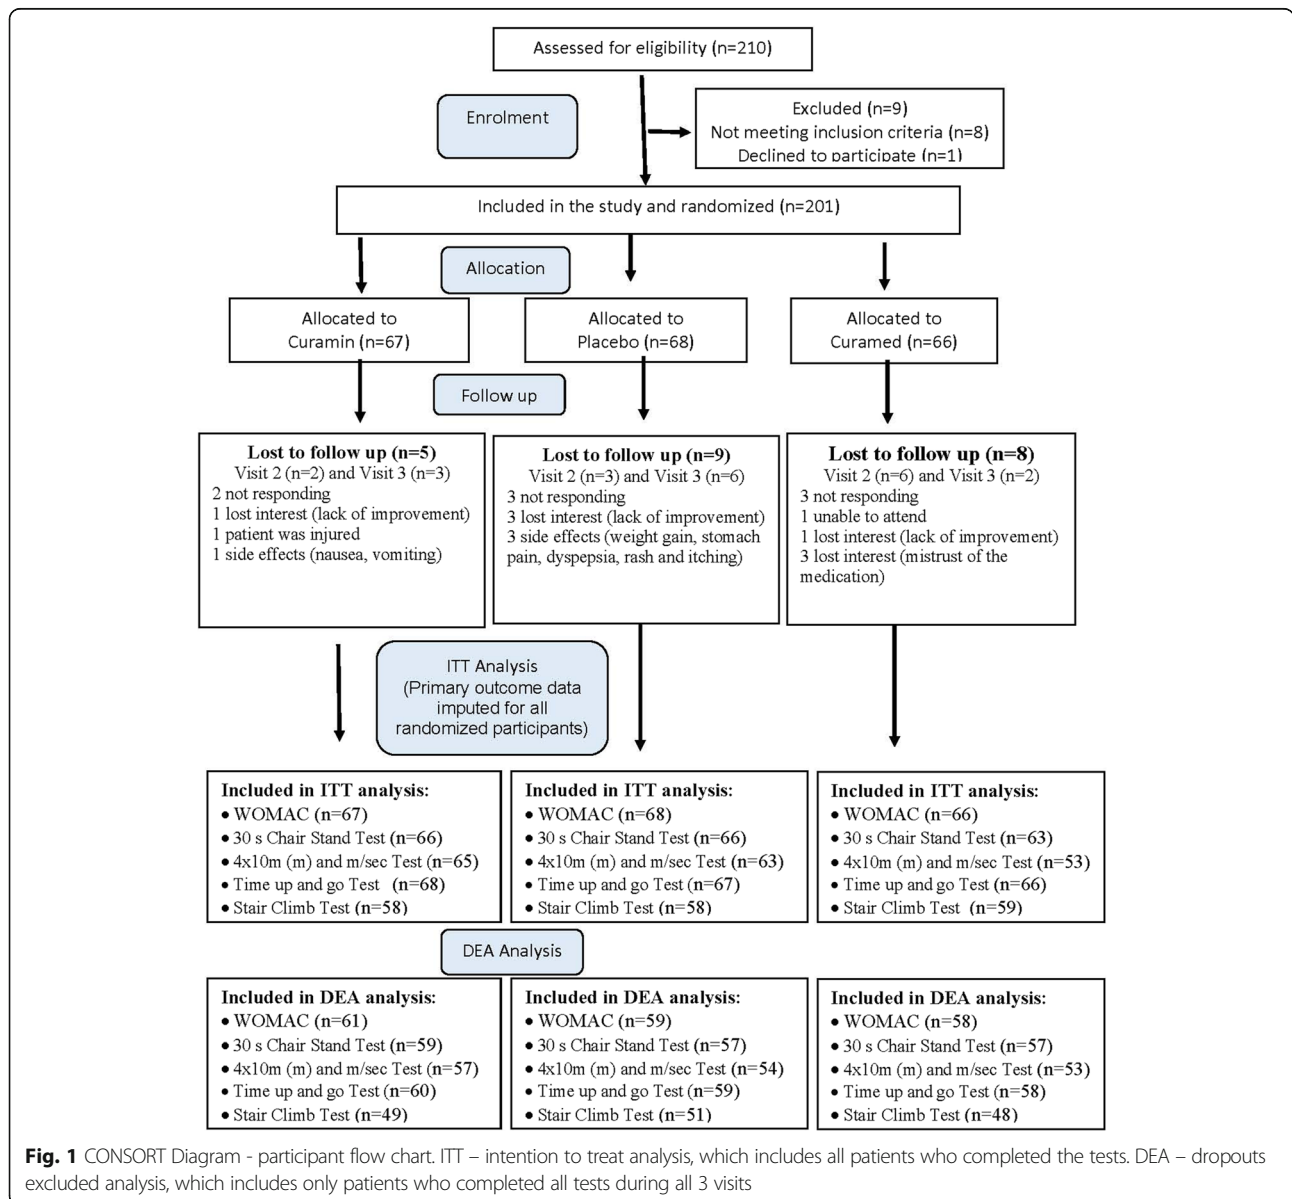 Assessed for eligibility (n=210)
Enrolment
Excluded (n=9)
Not meeting inclusion criteria (n=8)
Declined to participate (n=1)
Included in the study and randomized (n=201)
Allocation
Allocated to
Curamin (n=67)
Allocated to
Placebo (n=68)
Allocated to
Curamed (n=66)
Follow up
Lost to follow up (n=5)
Visit 2 (n=2) and Visit 3 (n=3)
2 not responding
1 lost interest (lack of improvement)
1 patient was injured
1 side effects (nausea, vomiting)
Lost to follow up (n=9)
Visit 2 (n=3) and Visit 3 (n=6)
3 not responding
3 lost interest (lack of improvement)
3 side effects (weight gain, stomach
pain, dyspepsia, rash and itching)
Lost to follow up (n=8)
Visit 2 (n=6) and Visit 3 (n=2)
3 not responding
1 unable to attend
1 lost interest (lack of improvement)
3 lost interest (mistrust of the
medication)
ITT Analysis
(Primary outcome data
imputed for all
randomized participants)
Included in ITT analysis:
• WOMAC (n=67)
• 30 s Chair Stand Test (n=66)
• 4x10m (m) and m/sec Test (n=65)
• Time up and go Test (n=68)
• Stair Climb Test (n=58)
Included in ITT analysis:
• WOMAC (n=68)
• 30 s Chair Stand Test (n=66)
• 4x10m (m) and m/sec Test (n=63)
• Time up and go Test (n=67)
• Stair Climb Test (n=58)
Included in ITT analysis:
• WOMAC (n=66)
• 30 s Chair Stand Test (n=63)
• 4x10m (m) and m/sec Test (n=53)
• Time up and go Test (n=66)
• Stair Climb Test (n=59)
DEA Analysis
Included in DEA analysis:
• WOMAC (n=61)
• 30 s Chair Stand Test (n=59)
• 4x10m (m) and m/sec Test (n=57)
• Time up and go Test (n=60)
• Stair Climb Test (n=49)
Included in DEA analysis:
• WOMAC (n=59)
• 30 s Chair Stand Test (n=57)
• 4x10m (m) and m/sec Test (n=54)
• Time up and go Test (n=59)
• Stair Climb Test (n=51)
Included in DEA analysis:
• WOMAC (n=58)
• 30 s Chair Stand Test (n=57)
• 4x10m (m) and m/sec Test (n=53)
• Time up and go Test (n=58)
• Stair Climb Test (n=48)
Fig. 1 CONSORT Diagram - participant flow chart. ITT – intention to treat analysis, which includes all patients who completed the tests. DEA – dropouts
excluded analysis, which includes only patients who completed all tests during all 3 visits